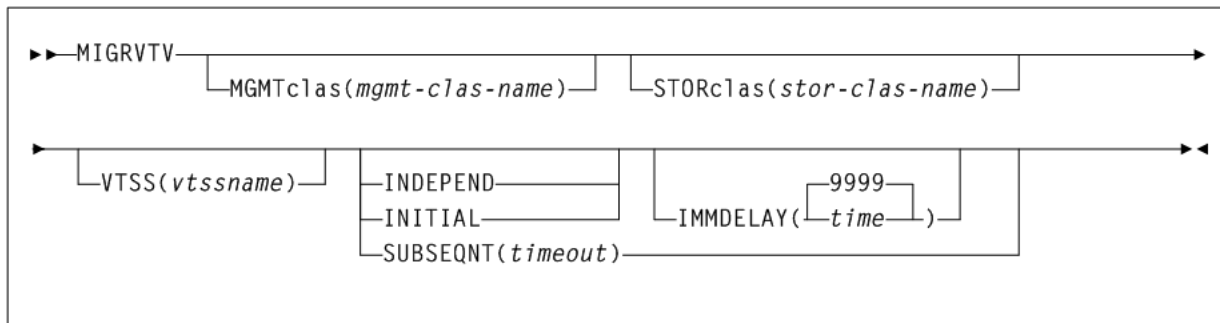 MIGRVTV
MGMTclas(mgmt-clas-name) STORclas(stor-clas-name)
VTSS(vtssname) INDEPEND 9999
INITIAL IMMDELAY( time )
SUBSEQNT(timeout)